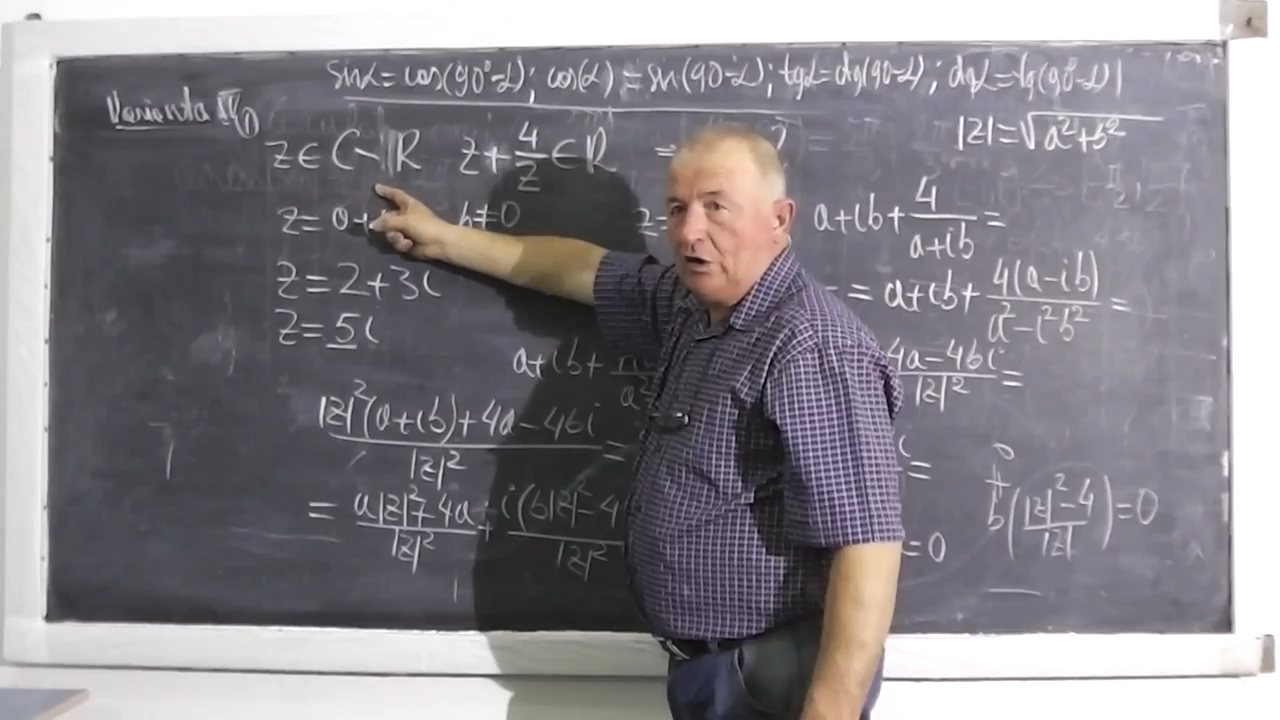 sinα = cos(90°-α); cos(α) = sin(90-α); tgα = ctg(90-α); ctgα = tg(90°-α)
Varianta
z ∈ C \ R z + 4/z ∈ R ⇒ |z| = √(a²+b²)
z = a+ b ≠ 0 z = a+ib + 4/(a+ib) =
z = 2+3i = a+ib + 4(a-ib)/(a²-i²b²) =
z = 5i
a+ib + 4a-4bi/|z|² =
|z|²(a+ib)+4a-4bi/|z|² = =
= a|z|²+4a/|z|² + i(b|z|²-4/|z|² =0 b(|z|²-4/|z|)=0